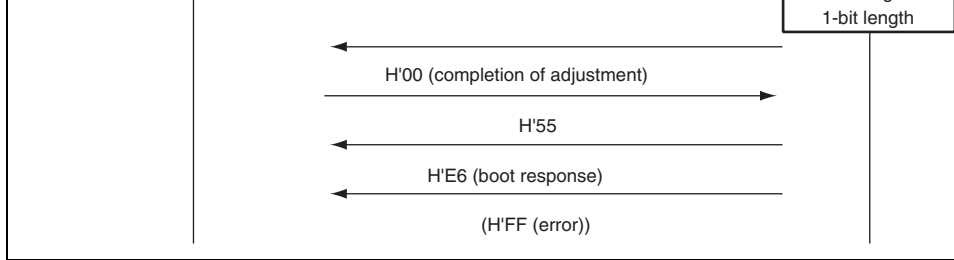 1-bit length
H'00 (completion of adjustment)
H'55
H'E6 (boot response)
(H'FF (error))